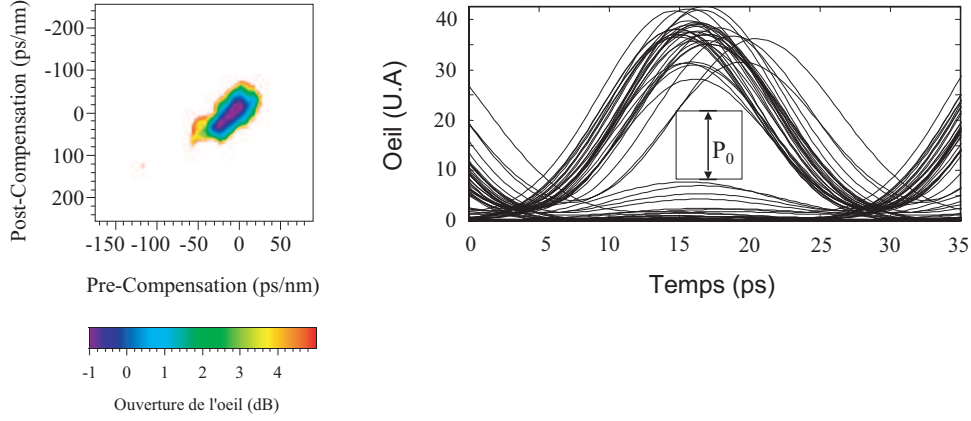 Post-Compensation (ps/nm)
-200
-100
0
100
200
-150 -100 -50 0 50
Pre-Compensation (ps/nm)
-1 0 1 2 3 4
Ouverture de l'oeil (dB)
Oeil (U.A)
40
30
20
10
0
P0
0 5 10 15 20 25 30 35
Temps (ps)